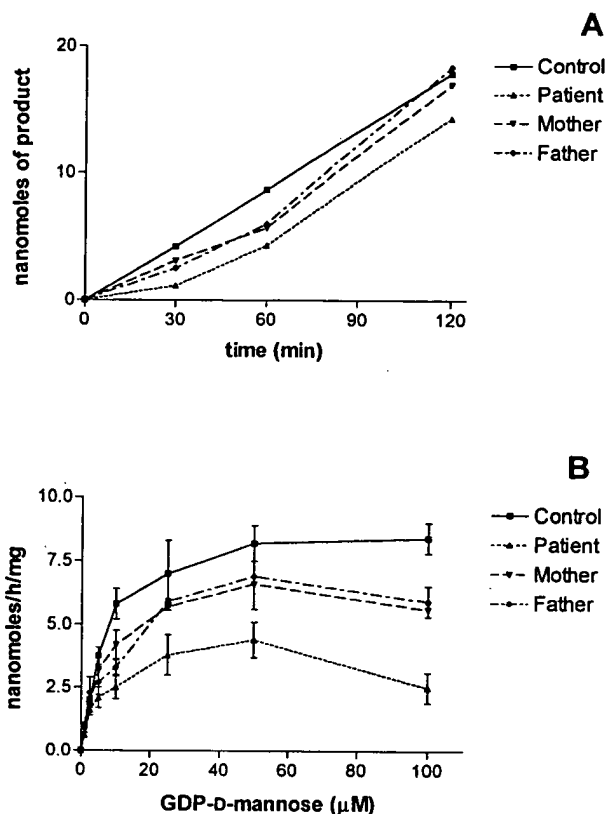 A
20
10
0
nanomoles of product
0 30 60 90 120
time (min)
Control
Patient
Mother
Father
B
10.0
7.5
5.0
2.5
0.0
nanomoles/h/mg
0 20 40 60 80 100
GDP-D-mannose (μM)
Control
Patient
Mother
Father